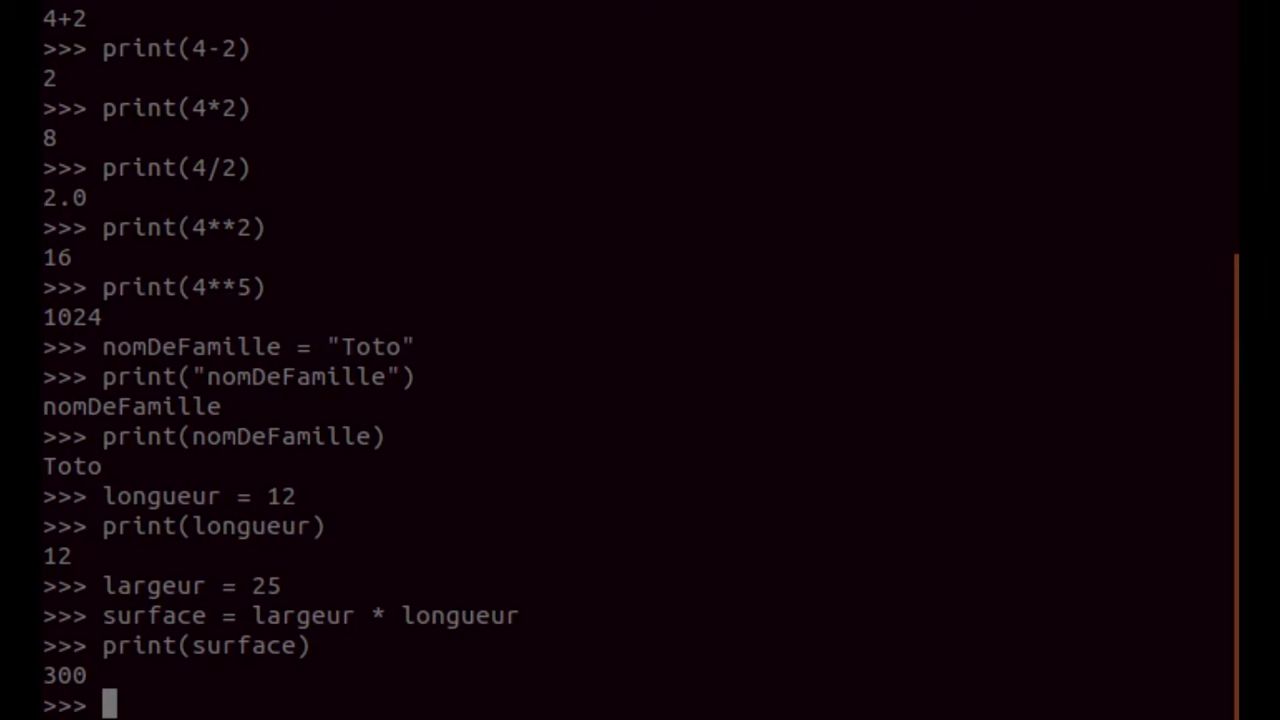 4+2
>>> print(4-2)
2
>>> print(4*2)
8
>>> print(4/2)
2.0
>>> print(4**2)
16
>>> print(4**5)
1024
>>> nomDeFamille = "Toto"
>>> print("nomDeFamille")
nomDeFamille
>>> print(nomDeFamille)
Toto
>>> longueur = 12
>>> print(longueur)
12
>>> largeur = 25
>>> surface = largeur * longueur
>>> print(surface)
300
>>>